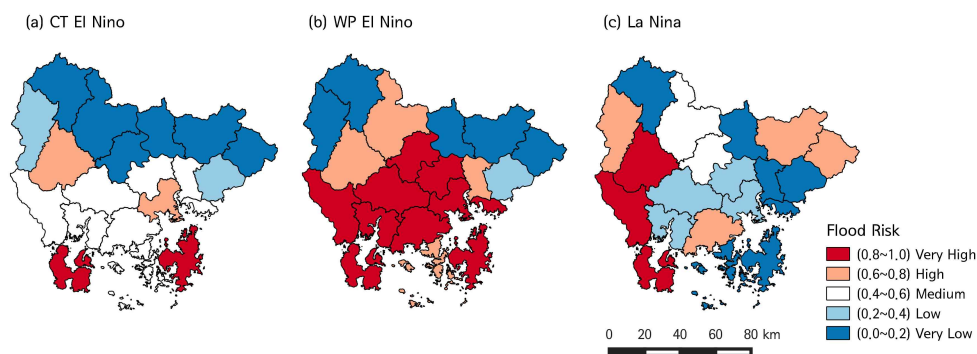 (a) CT El Nino
(b) WP El Nino
(c) La Nina
Flood Risk
(0.8~1.0) Very High
(0.6~0.8) High
(0.4~0.6) Medium
(0.2~0.4) Low
(0.0~0.2) Very Low
0 20 40 60 80 km